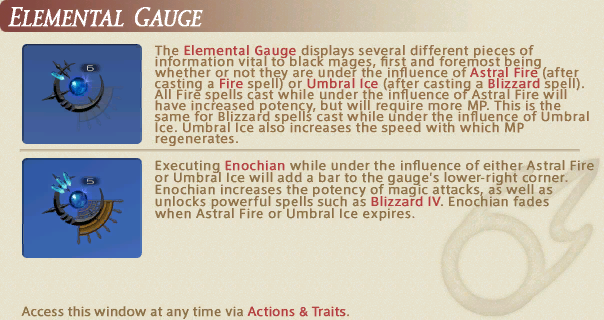 ELEMENTAL GAUGE
6
The Elemental Gauge displays several different pieces of
information vital to black mages, first and foremost being
whether or not they are under the influence of Astral Fire (after
casting a Fire spell) or Umbral Ice (after casting a Blizzard spell).
All Fire spells cast while under the influence of Astral Fire will
have increased potency, but will require more MP. This is the
same for Blizzard spells cast while under the influence of Umbral
Ice. Umbral Ice also increases the speed with which MP
regenerates.
5
Executing Enochian while under the influence of either Astral Fire
or Umbral Ice will add a bar to the gauge's lower-right corner.
Enochian increases the potency of magic attacks, as well as
unlocks powerful spells such as Blizzard IV. Enochian fades
when Astral Fire or Umbral Ice expires.
Access this window at any time via Actions & Traits.